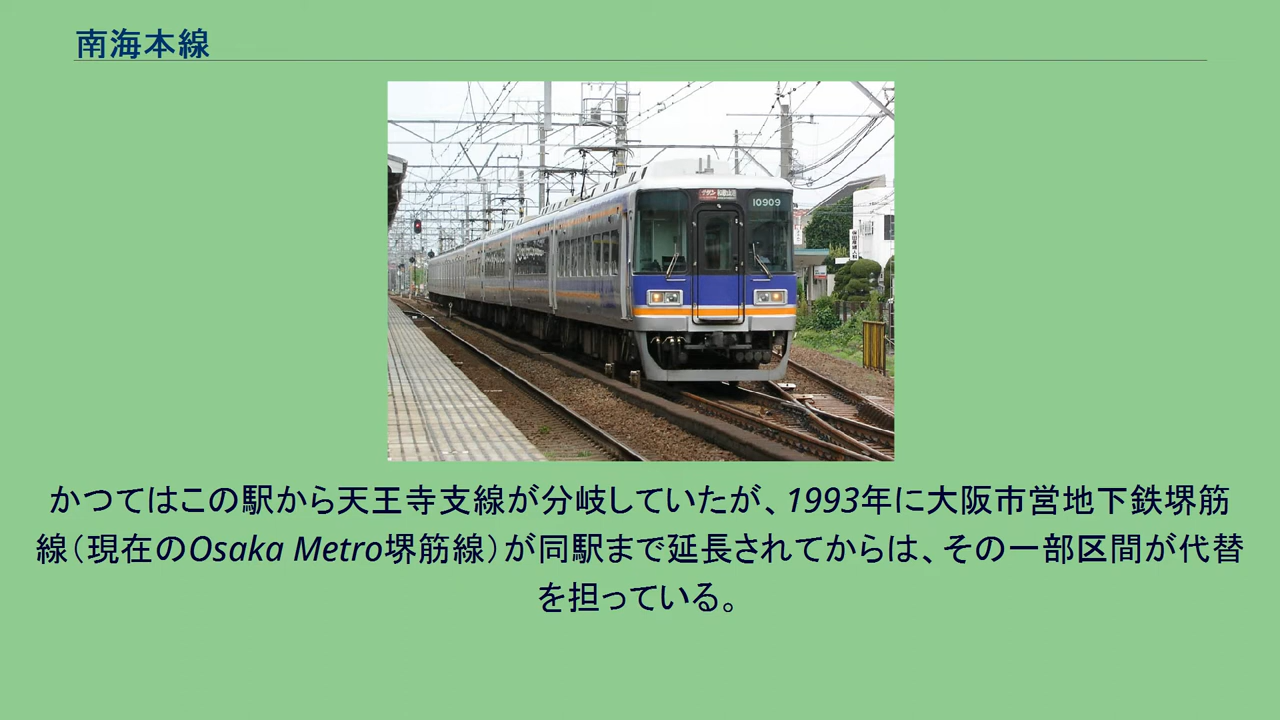 南海本線
10909
かつてはこの駅から天王寺支線が分岐していたが、1993年に大阪市営地下鉄堺筋
線（現在のOsaka Metro堺筋線）が同駅まで延長されてからは、その一部区間が代替
を担っている。